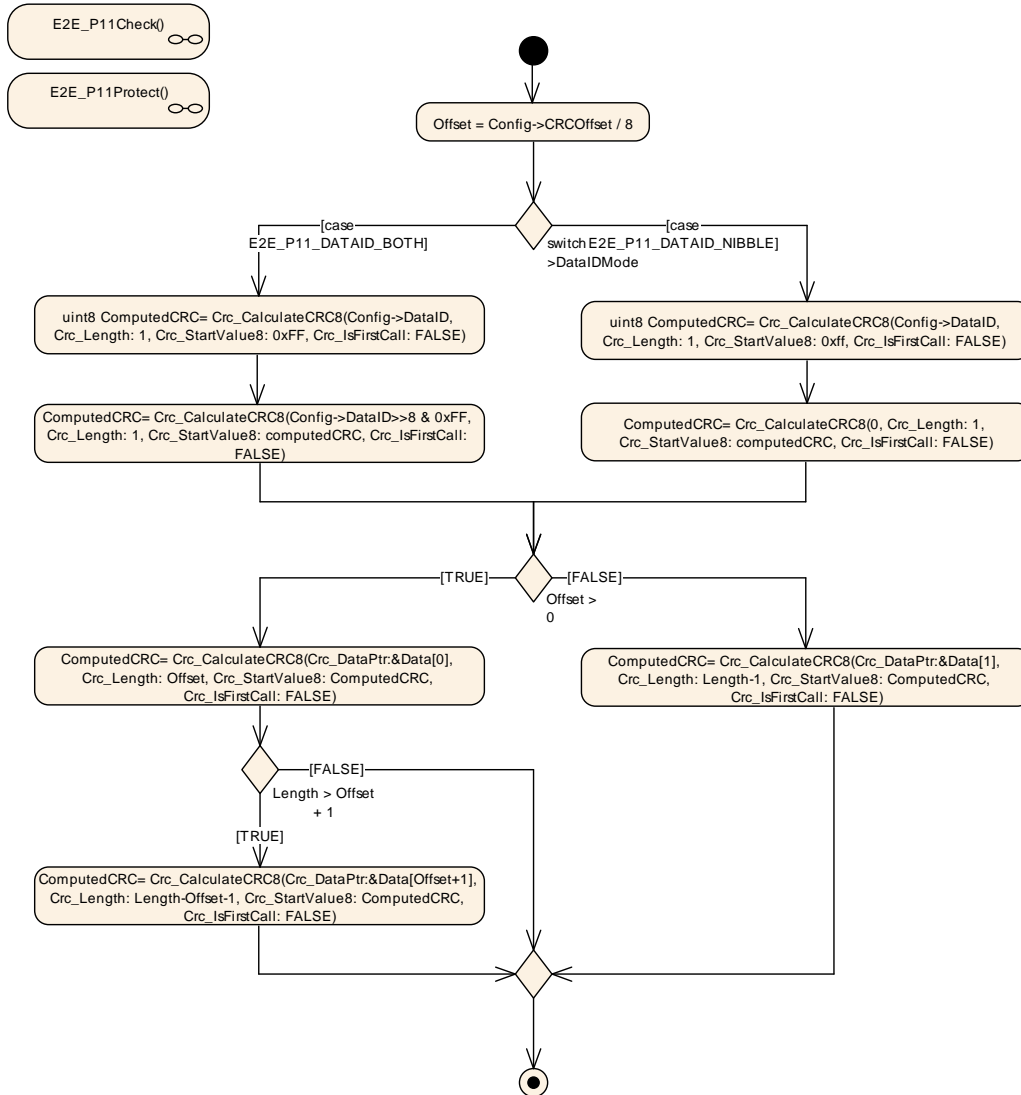 E2E_P11Check()
E2E_P11Protect()
Offset = Config->CRCOffset / 8
[case
E2E_P11_DATAID_BOTH]
[case
switch E2E_P11_DATAID_NIBBLE]
>DataIDMode
uint8 ComputedCRC= Crc_CalculateCRC8(Config->DataID,
Crc_Length: 1, Crc_StartValue8: 0xFF, Crc_IsFirstCall: FALSE)
uint8 ComputedCRC= Crc_CalculateCRC8(Config->DataID,
Crc_Length: 1, Crc_StartValue8: 0xff, Crc_IsFirstCall: FALSE)
ComputedCRC= Crc_CalculateCRC8(Config->DataID>>8 & 0xFF,
Crc_Length: 1, Crc_StartValue8: computedCRC, Crc_IsFirstCall:
FALSE)
ComputedCRC= Crc_CalculateCRC8(0, Crc_Length: 1,
Crc_StartValue8: computedCRC, Crc_IsFirstCall: FALSE)
[TRUE]
[FALSE]
Offset >
0
ComputedCRC= Crc_CalculateCRC8(Crc_DataPtr:&Data[0],
Crc_Length: Offset, Crc_StartValue8: ComputedCRC,
Crc_IsFirstCall: FALSE)
ComputedCRC= Crc_CalculateCRC8(Crc_DataPtr:&Data[1],
Crc_Length: Length-1, Crc_StartValue8: ComputedCRC,
Crc_IsFirstCall: FALSE)
[FALSE]
Length > Offset
+ 1
[TRUE]
ComputedCRC= Crc_CalculateCRC8(Crc_DataPtr:&Data[Offset+1],
Crc_Length: Length-Offset-1, Crc_StartValue8: ComputedCRC,
Crc_IsFirstCall: FALSE)